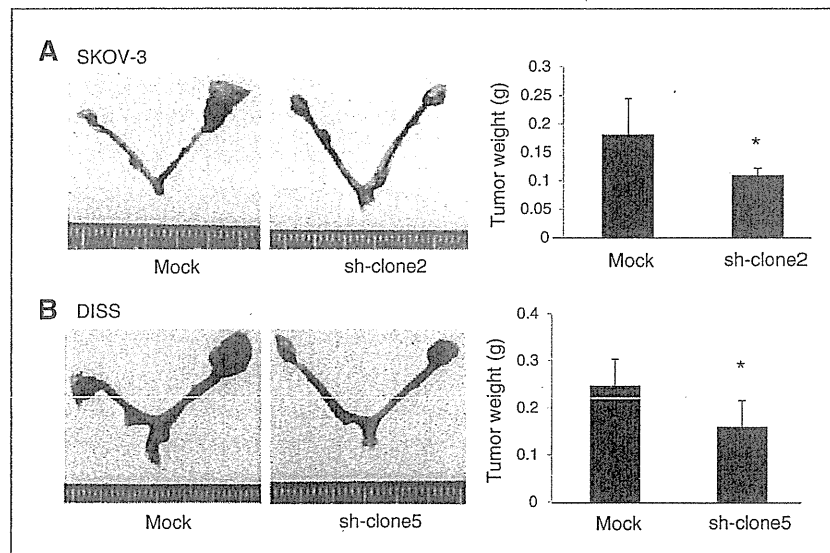 A SKOV-3
Mock
sh-clone2
Tumor weight (g)
0.3
0.25
0.2
0.15
0.1
0.05
0
*
Mock
sh-clone2
B DISS
Mock
sh-clone5
Tumor weight (g)
0.4
0.3
0.2
0.1
0
*
Mock
sh-clone5